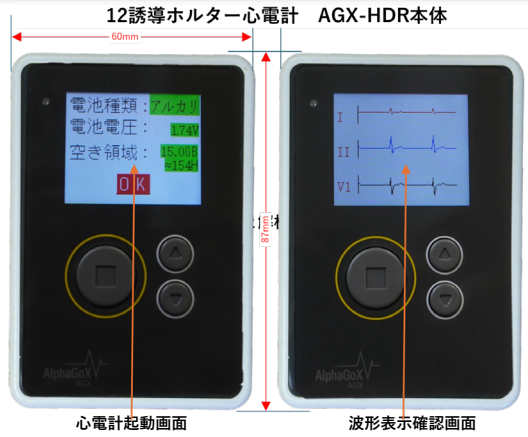 12誘導ホルター心電計　AGX-HDR本体
60mm
電池種類：アルカリ
電池電圧： 1.74V
空き領域： 15.0GB
≈154H
OK
I
II
V1
87mm
AlphaGoX
AGX
AlphaGoX
AGX
心電計起動画面
波形表示確認画面